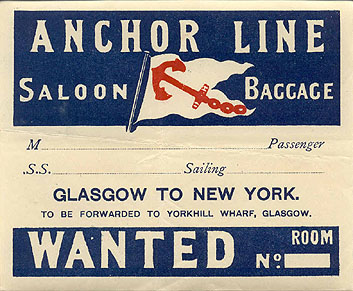 ANCHOR LINE
SALOON BAGGAGE
M Passenger
S.S. Sailing
GLASGOW TO NEW YORK.
TO BE FORWARDED TO YORKHILL WHARF, GLASGOW.
WANTED ROOM
No.